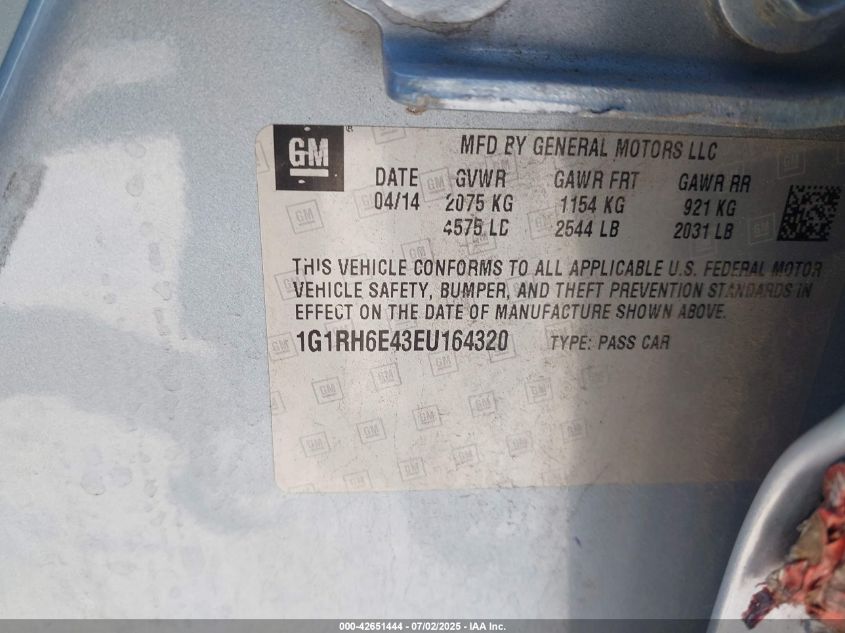 GM ®
MFD BY GENERAL MOTORS LLC
DATE GVWR GAWR FRT GAWR RR
04/14 2075 KG 1154 KG 921 KG
4575 LC 2544 LB 2031 LB
THIS VEHICLE CONFORMS TO ALL APPLICABLE U.S. FEDERAL MOTOR
VEHICLE SAFETY, BUMPER, AND THEFT PREVENTION STANDARDS IN
EFFECT ON THE DATE OF MANUFACTURE SHOWN ABOVE.
1G1RH6E43EU164320 TYPE: PASS CAR
000-42651444 - 07/02/2025 - IAA Inc.